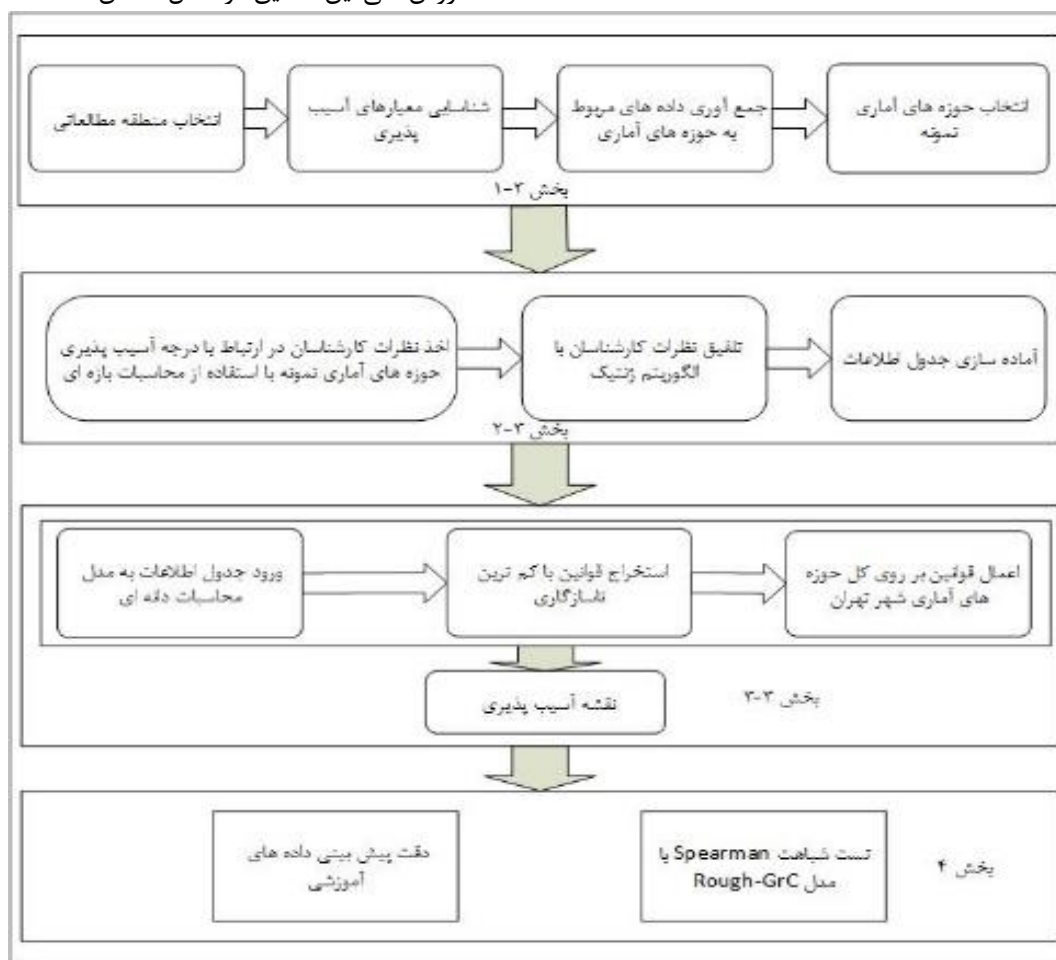 انتخاب منطقه مطالعاتی
شناسایی معیارهای آسیب
پذیری
جمع آوری داده های مربوط
به حوزه های آماری
انتخاب حوزه های آماری
نمونه
بخش ۳-۱
اخذ نظرات کارشناسان در ارتباط با درجه آسیب پذیری
حوزه های آماری نمونه با استفاده از محاسبات بازه ای
تلفیق نظرات کارشناسان با
الگوریتم ژنتیک
آماده سازی جدول اطلاعات
بخش ۳-۲
ورود جدول اطلاعات به مدل
محاسبات دانه ای
استخراج قوانین با کم ترین
ناسازگاری
اعمال قوانین بر روی کل حوزه
های آماری شهر تهران
نقشه آسیب پذیری
بخش ۳-۳
دقت پیش بینی داده های
آموزشی
تست شباهت Spearman با
مدل Rough-GrC
بخش ۴